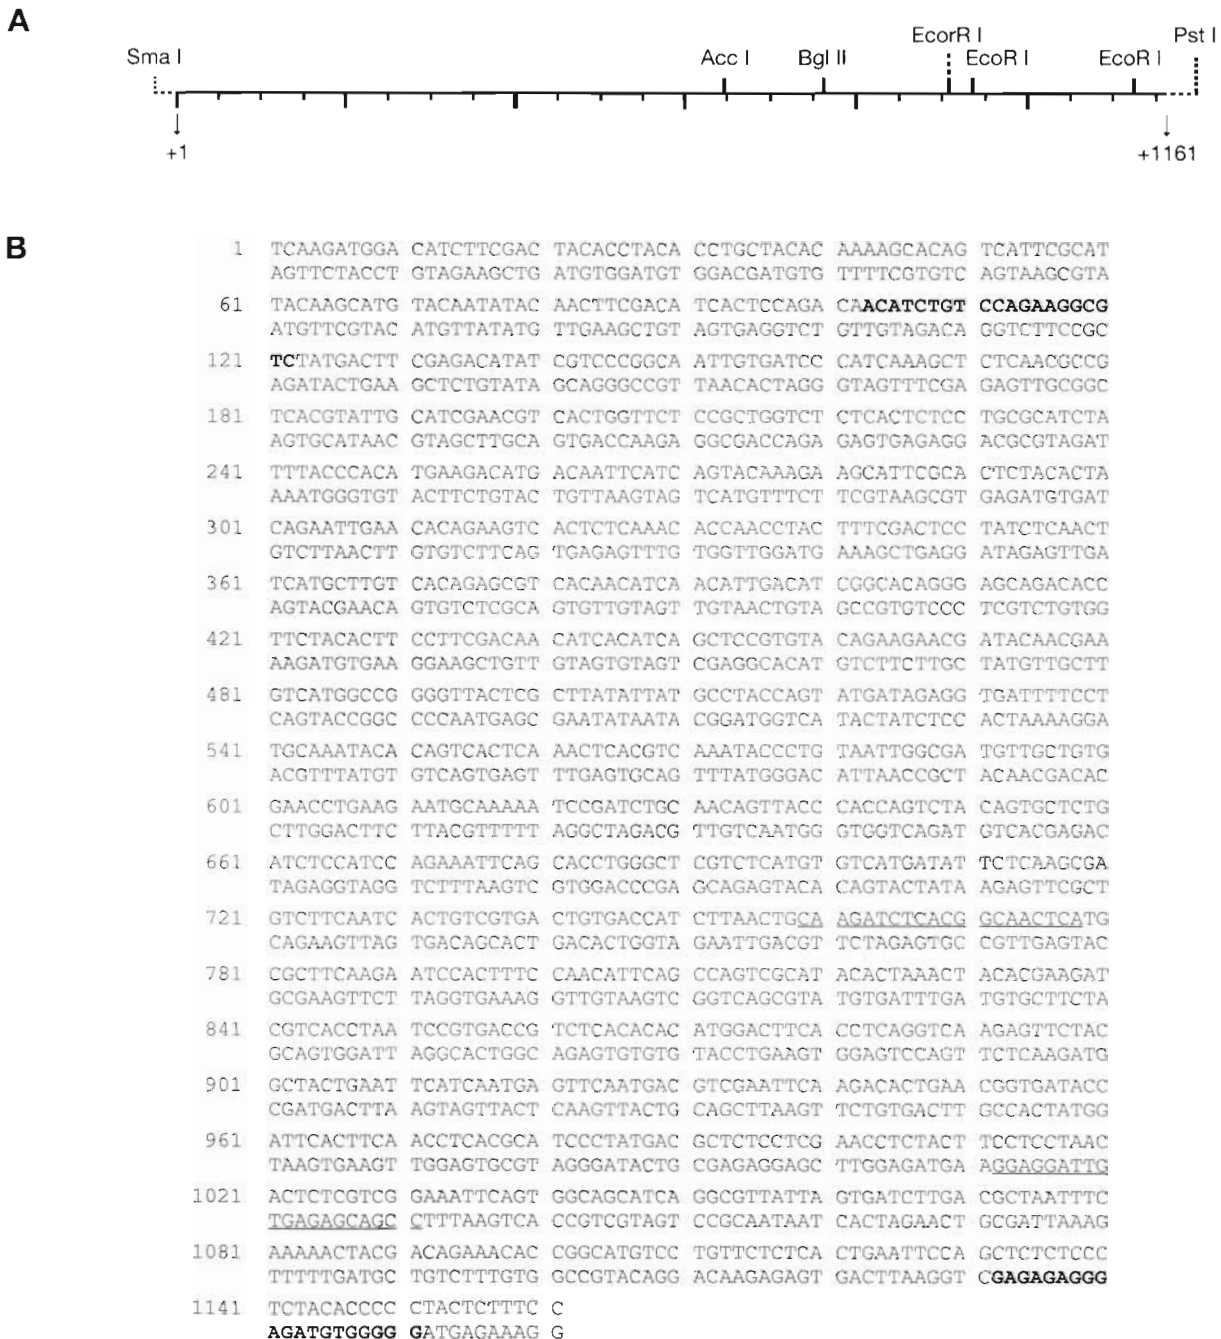 A
EcorR I
Pst I
Sma I
Acc I
Bgl II
EcoR I
EcoR I
+1
+1161
B
1 TCAAGATGGA CATCTTCGAC TACACCTACA CCTGCTACAC AAAAGCACAG TCATTCGCAT
AGTTCTACCT GTAGAAGCTG ATGTGGATGT GGACGATGTG TTTTCGTGTC AGTAAGCGTA
61 TACAAGCATG TACAATATAC AACTTCGACA TCACTCCAGA CAACATCTGT CCAGAAGGCG
ATGTTCGTAC ATGTTATATG TTGAAGCTGT AGTGAGGTCT GTTGTAGACA GGTCTTCCGC
121 TCTATGACTT CGAGACATAT CGTCCCGGCA ATTGTGATCC CATCAAAGCT CTCAACGCCG
AGATACTGAA GCTCTGTATA GCAGGGCCGT TAACACTAGG GTAGTTTCGA GAGTTGCGGC
181 TCACGTATTG CATCGAACGT CACTGGTTCT CCGCTGGTCT CTCACTCTCC TGCGCATCTA
AGTGCATAAC GTAGCTTGCA GTGACCAAGA GGCGACCAGA GAGTGAGAGG ACGCGTAGAT
241 TTTACCCACA TGAAGACATG ACAATTCATC AGTACAAAGA AGCATTCGCA CTCTACACTA
AAATGGGTGT ACTTCTGTAC TGTTAAGTAG TCATGTTTCT TCGTAAGCGT GAGATGTGAT
301 CAGAATTGAA CACAGAAGTC ACTCTCAAAC ACCAACCTAC TTTCGACTCC TATCTCAACT
GTCTTAACTT GTGTCTTCAG TGAGAGTTTG TGGTTGGATG AAAGCTGAGG ATAGAGTTGA
361 TCATGCTTGT CACAGAGCGT CACAACATCA ACATTGACAT CGGCACAGGG AGCAGACACC
AGTACGAACA GTGTCTCGCA GTGTTGTAGT TGTAACTGTA GCCGTGTCCC TCGTCTGTGG
421 TTCTACACTT CCTTCGACAA CATCACATCA GCTCCGTGTA CAGAAGAACG ATACAACGAA
AAGATGTGAA GGAAGCTGTT GTAGTGTAGT CGAGGCACAT GTCTTCTTGC TATGTTGCTT
481 GTCATGGCCG GGGTTACTCG CTTATATTAT GCCTACCAGT ATGATAGAGG TGATTTTCCT
CAGTACCGGC CCCAATGAGC GAATATAATA CGGATGGTCA TACTATCTCC ACTAAAAGGA
541 TGCAAATACA CAGTCACTCA AACTCACGTC AAATACCCTG TAATTGGCGA TGTTGCTGTG
ACGTTTATGT GTCAGTGAGT TTGAGTGCAG TTTATGGGAC ATTAACCGCT ACAACGACAC
601 GAACCTGAAG AATGCAAAAA TCCGATCTGC AACAGTTACC CACCAGTCTA CAGTGCTCTG
CTTGGACTTC TTACGTTTTT AGGCTAGACG TTGTCAATGG GTGGTCAGAT GTCACGAGAC
661 ATCTCCATCC AGAAATTCAG CACCTGGGCT CGTCTCATGT GTCATGATAT TCTCAAGCGA
TAGAGGTAGG TCTTTAAGTC GTGGACCCGA GCAGAGTACA CAGTACTATA AGAGTTCGCT
721 GTCTTCAATC ACTGTCGTGA CTGTGACCAT CTTAACTGCAA AGATCTCACGG GCAACTCATG
CAGAAGTTAG TGACAGCACT GACACTGGTA GAATTGACGT TCTAGAGTGCC CGTTGAGTAC
781 CGCTTCAAGA ATCCACTTTC CAACATTCAG CCAGTCGCAT ACACTAAACT ACACGAAGAT
GCGAAGTTCT TAGGTGAAAG GTTGTAAGTC GGTCAGCGTA TGTGATTTGA TGTGCTTCTA
841 CGTCACCTAA TCCGTGACCG TCTCACACAC ATGGACTTCA CCTCAGGTCA AGAGTTCTAC
GCAGTGGATT AGGCACTGGC AGAGTGTGTG TACCTGAAGT GGAGTCCAGT TCTCAAGATG
901 GCTACTGAAT TCATCAATGA GTTCAATGAC GTCGAATTCA AGACACTGAA CGGTGATACC
CGATGACTTA AGTAGTTACT CAAGTTACTG CAGCTTAAGT TCTGTGACTT GCCACTATGG
961 ATTCACTTCA ACCTCACGCA TCCCTATGAC GCTCTCCTCG AACCTCTACT TCCTCCTAAC
TAAGTGAAGT TGGAGTGCGT AGGGATACTG CGAGAGGAGC TTGGAGATGA AGGAGGATTG
1021 ACTCTCGTCG GAAATTCAGT GGCAGCATCA GGCGTTATTA GTGATCTTGA CGCTAATTTC
TGAGAGCAGC CTTTAAGTCA CCGTCGTAGT CCGCAATAAT CACTAGAACT GCGATTAAAG
1081 AAAAACTACG ACAGAAACAC CGGCATGTCC TGTTCTCTCA CTGAATTCCA GCTCTCTCCC
TTTTTGATGC TGTCTTTGTG GCCGTACAGG ACAAGAGAGT GACTTAAGGT CGAGAGAGGG
1141 TCTACACCCC CTACTCTTTC C
AGATGTGGGG GATGAGAAAG G